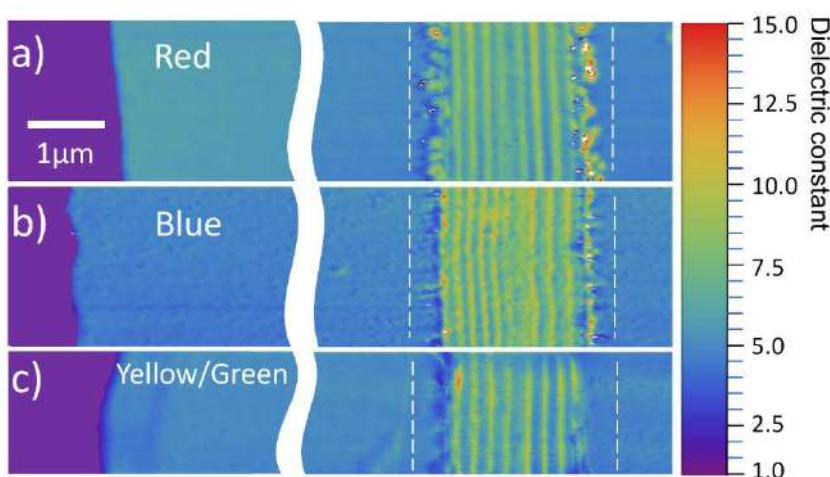 a)
Red
1μm
b)
Blue
c)
Yellow/Green
15.0
12.5
10.0
7.5
5.0
2.5
1.0
Dielectric constant